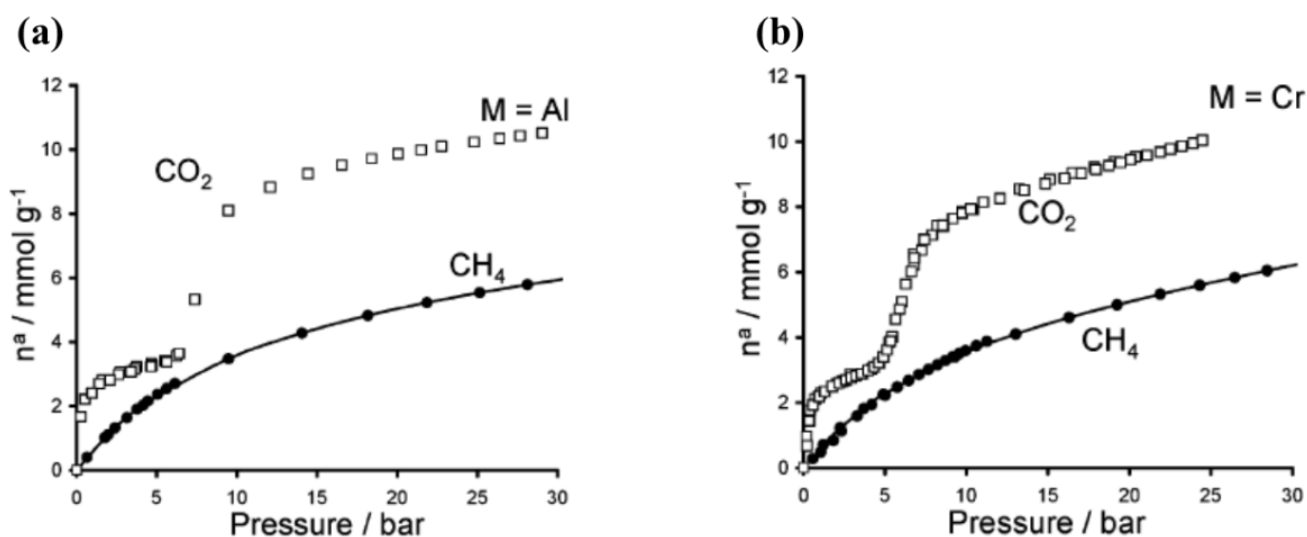 (a)
12
10
8
6
4
2
0
nᵃ / mmol g⁻¹
M = Al
CO₂
CH₄
0 5 10 15 20 25 30
Pressure / bar
(b)
12
10
8
6
4
2
0
nᵃ / mmol g⁻¹
M = Cr
CO₂
CH₄
0 5 10 15 20 25 30
Pressure / bar